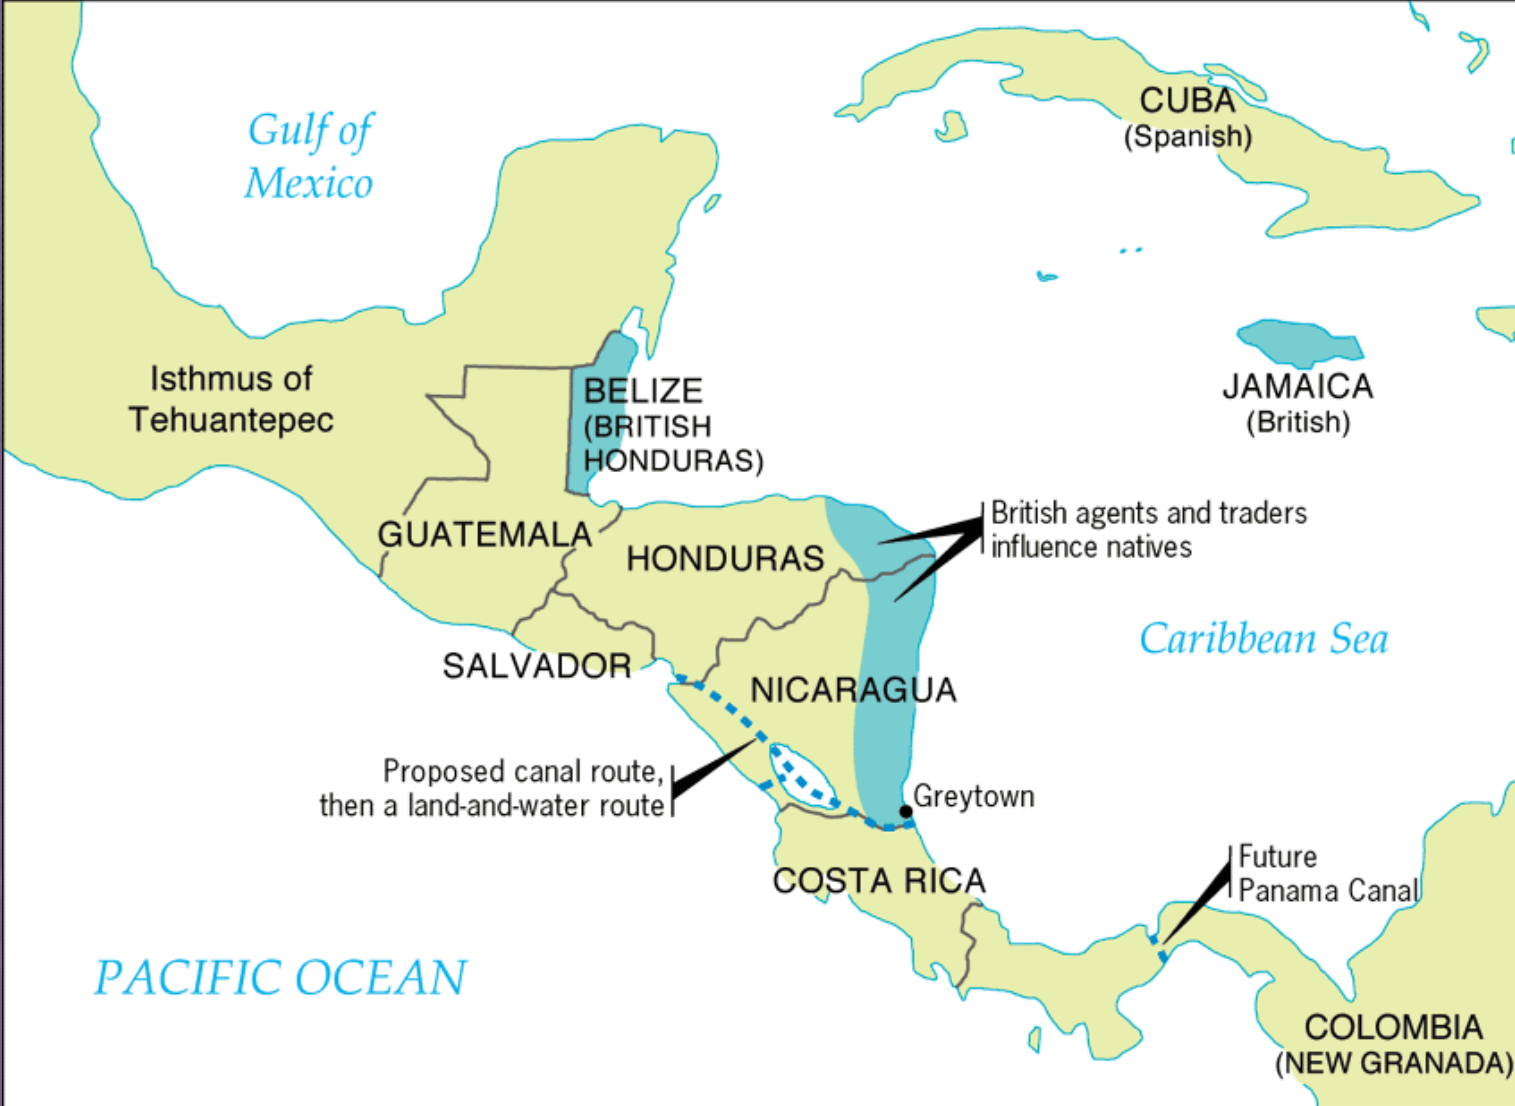 Gulf of
Mexico
CUBA
(Spanish)
Isthmus of
Tehuantepec
BELIZE
(BRITISH
HONDURAS)
JAMAICA
(British)
GUATEMALA
HONDURAS
British agents and traders
influence natives
SALVADOR
NICARAGUA
Caribbean Sea
Proposed canal route,
then a land-and-water route
Greytown
COSTA RICA
Future
Panama Canal
PACIFIC OCEAN
COLOMBIA
(NEW GRANADA)